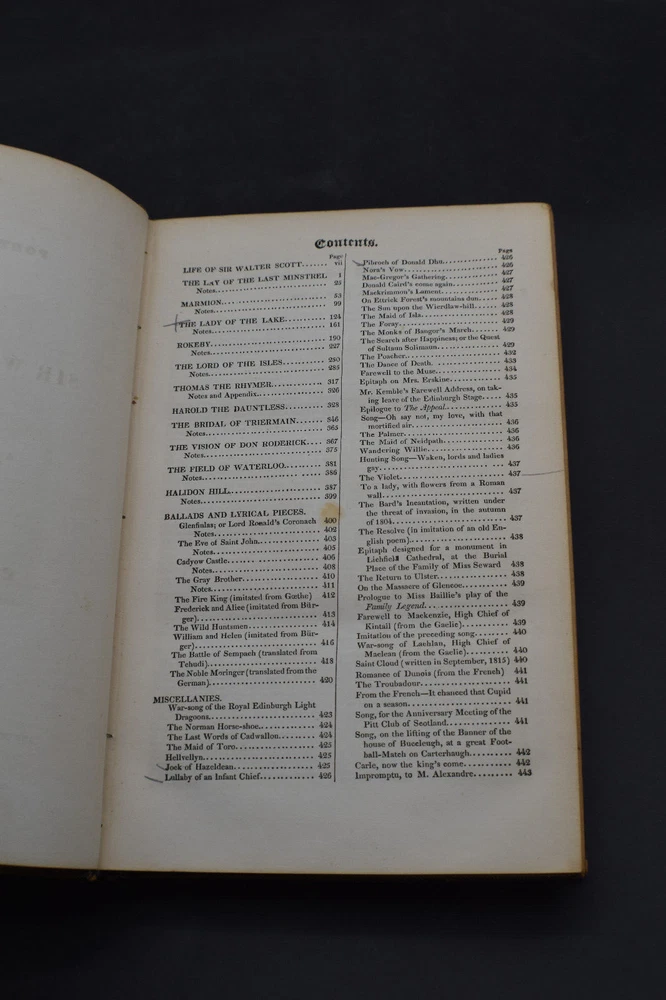 Contents.
Page
LIFE OF SIR WALTER SCOTT....... vii
THE LAY OF THE LAST MINSTREL 1
Notes............................ 25
MARMION........................ 53
Notes............................ 99
THE LADY OF THE LAKE.......... 124
Notes............................ 161
ROKEBY.......................... 190
Notes............................ 227
THE LORD OF THE ISLES......... 250
Notes............................ 285
THOMAS THE RHYMER............ 317
Notes and Appendix............... 326
HAROLD THE DAUNTLESS......... 328
THE BRIDAL OF TRIERMAIN....... 346
Notes............................ 365
THE VISION OF DON RODERICK.... 367
Notes............................ 375
THE FIELD OF WATERLOO......... 381
Notes............................ 386
HALIDON HILL................... 387
Notes............................ 399
BALLADS AND LYRICAL PIECES.
Glenfinlas; or Lord Ronald's Coronach 400
Notes............................ 402
The Eve of Saint John............ 403
Notes............................ 405
Cadyow Castle.................... 406
Notes............................ 408
The Gray Brother................. 410
Notes............................ 411
The Fire King (imitated from Gœthe) 412
Frederick and Alice (imitated from Bür-
ger)............................. 413
The Wild Huntsmen............... 414
William and Helen (imitated from Bür-
ger)............................. 416
The Battle of Sempach (translated from
Tchudi).......................... 418
The Noble Moringer (translated from the
German).......................... 420
MISCELLANIES.
War-song of the Royal Edinburgh Light
Dragoons......................... 423
The Norman Horse-shoe............ 424
The Last Words of Cadwallon...... 424
The Maid of Toro................. 425
Hellvellyn....................... 425
Jock of Hazeldean................ 425
Lullaby of an Infant Chief....... 426
Page
Pibroch of Donald Dhu............ 426
Nora's Vow....................... 426
Mac-Gregor's Gathering........... 427
Donald Caird's come again........ 427
Mackrimmon's Lament.............. 427
On Ettrick Forest's mountains dun.. 428
The Sun upon the Wierdlaw-hill... 428
The Maid of Isla................. 428
The Foray........................ 429
The Monks of Bangor's March...... 429
The Search after Happiness; or the Quest
of Sultaun Solimaun.............. 429
The Poacher...................... 432
The Dance of Death............... 433
Farewell to the Muse............. 434
Epitaph on Mrs. Erskine.......... 435
Mr. Kemble's Farewell Address, on tak-
ing leave of the Edinburgh Stage..... 435
Epilogue to The Appeal........... 435
Song—Oh say not, my love, with that
mortified air.................... 436
The Palmer....................... 436
The Maid of Neidpath............. 436
Wandering Willie................. 436
Hunting Song—Waken, lords and ladies
gay.............................. 437
The Violet....................... 437
To a lady, with flowers from a Roman
wall............................. 437
The Bard's Incantation, written under
the threat of invasion, in the autumn
of 1804.......................... 437
The Resolve (in imitation of an old En-
glish poem)...................... 438
Epitaph designed for a monument in
Lichfield Cathedral, at the Burial
Place of the Family of Miss Seward 438
The Return to Ulster............. 438
On the Massacre of Glencoe....... 439
Prologue to Miss Baillie's play of the
Family Legend.................... 439
Farewell to Mackenzie, High Chief of
Kintail (from the Gaelic)........ 439
Imitation of the preceding song.. 440
War-song of Lachlan, High Chief of
Maclean (from the Gaelic)........ 440
Saint Cloud (written in September, 1815) 440
Romance of Dunois (from the French) 441
The Troubadour................... 441
From the French—It chanced that Cupid
on a season...................... 441
Song, for the Anniversary Meeting of the
Pitt Club of Scotland............ 441
Song, on the lifting of the Banner of the
house of Buccleugh, at a great Foot-
ball-Match on Carterhaugh........ 442
Carle, now the king's come....... 442
Impromptu, to M. Alexandre....... 443